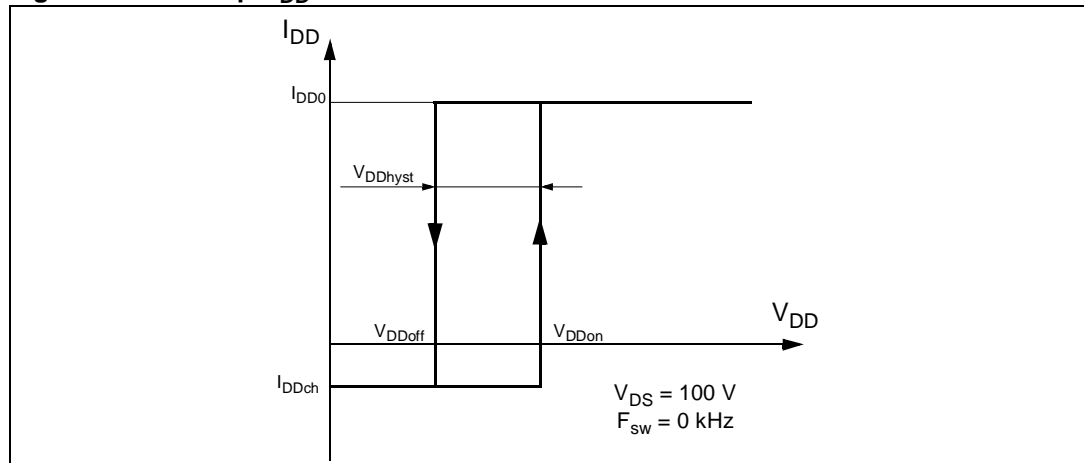 I_DD
I_DD0
V_DDhyst
V_DDoff
V_DDon
V_DD
I_DDch
V_DS = 100 V
F_sw = 0 kHz